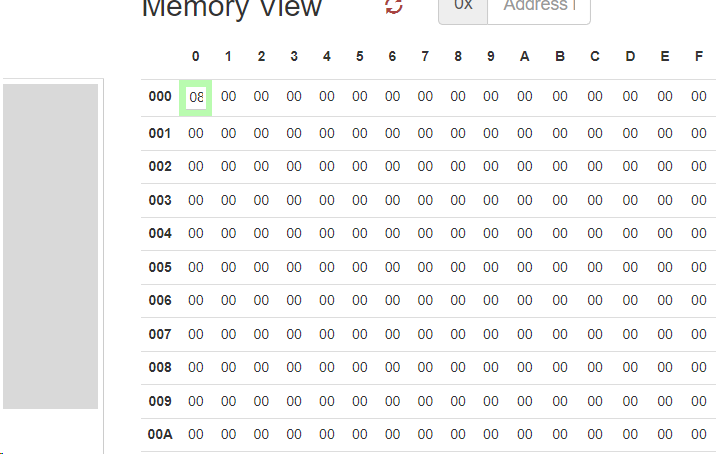 Memory View 0x Address
0 1 2 3 4 5 6 7 8 9 A B C D E F
000 08 00 00 00 00 00 00 00 00 00 00 00 00 00 00 00
001 00 00 00 00 00 00 00 00 00 00 00 00 00 00 00 00
002 00 00 00 00 00 00 00 00 00 00 00 00 00 00 00 00
003 00 00 00 00 00 00 00 00 00 00 00 00 00 00 00 00
004 00 00 00 00 00 00 00 00 00 00 00 00 00 00 00 00
005 00 00 00 00 00 00 00 00 00 00 00 00 00 00 00 00
006 00 00 00 00 00 00 00 00 00 00 00 00 00 00 00 00
007 00 00 00 00 00 00 00 00 00 00 00 00 00 00 00 00
008 00 00 00 00 00 00 00 00 00 00 00 00 00 00 00 00
009 00 00 00 00 00 00 00 00 00 00 00 00 00 00 00 00
00A 00 00 00 00 00 00 00 00 00 00 00 00 00 00 00 00